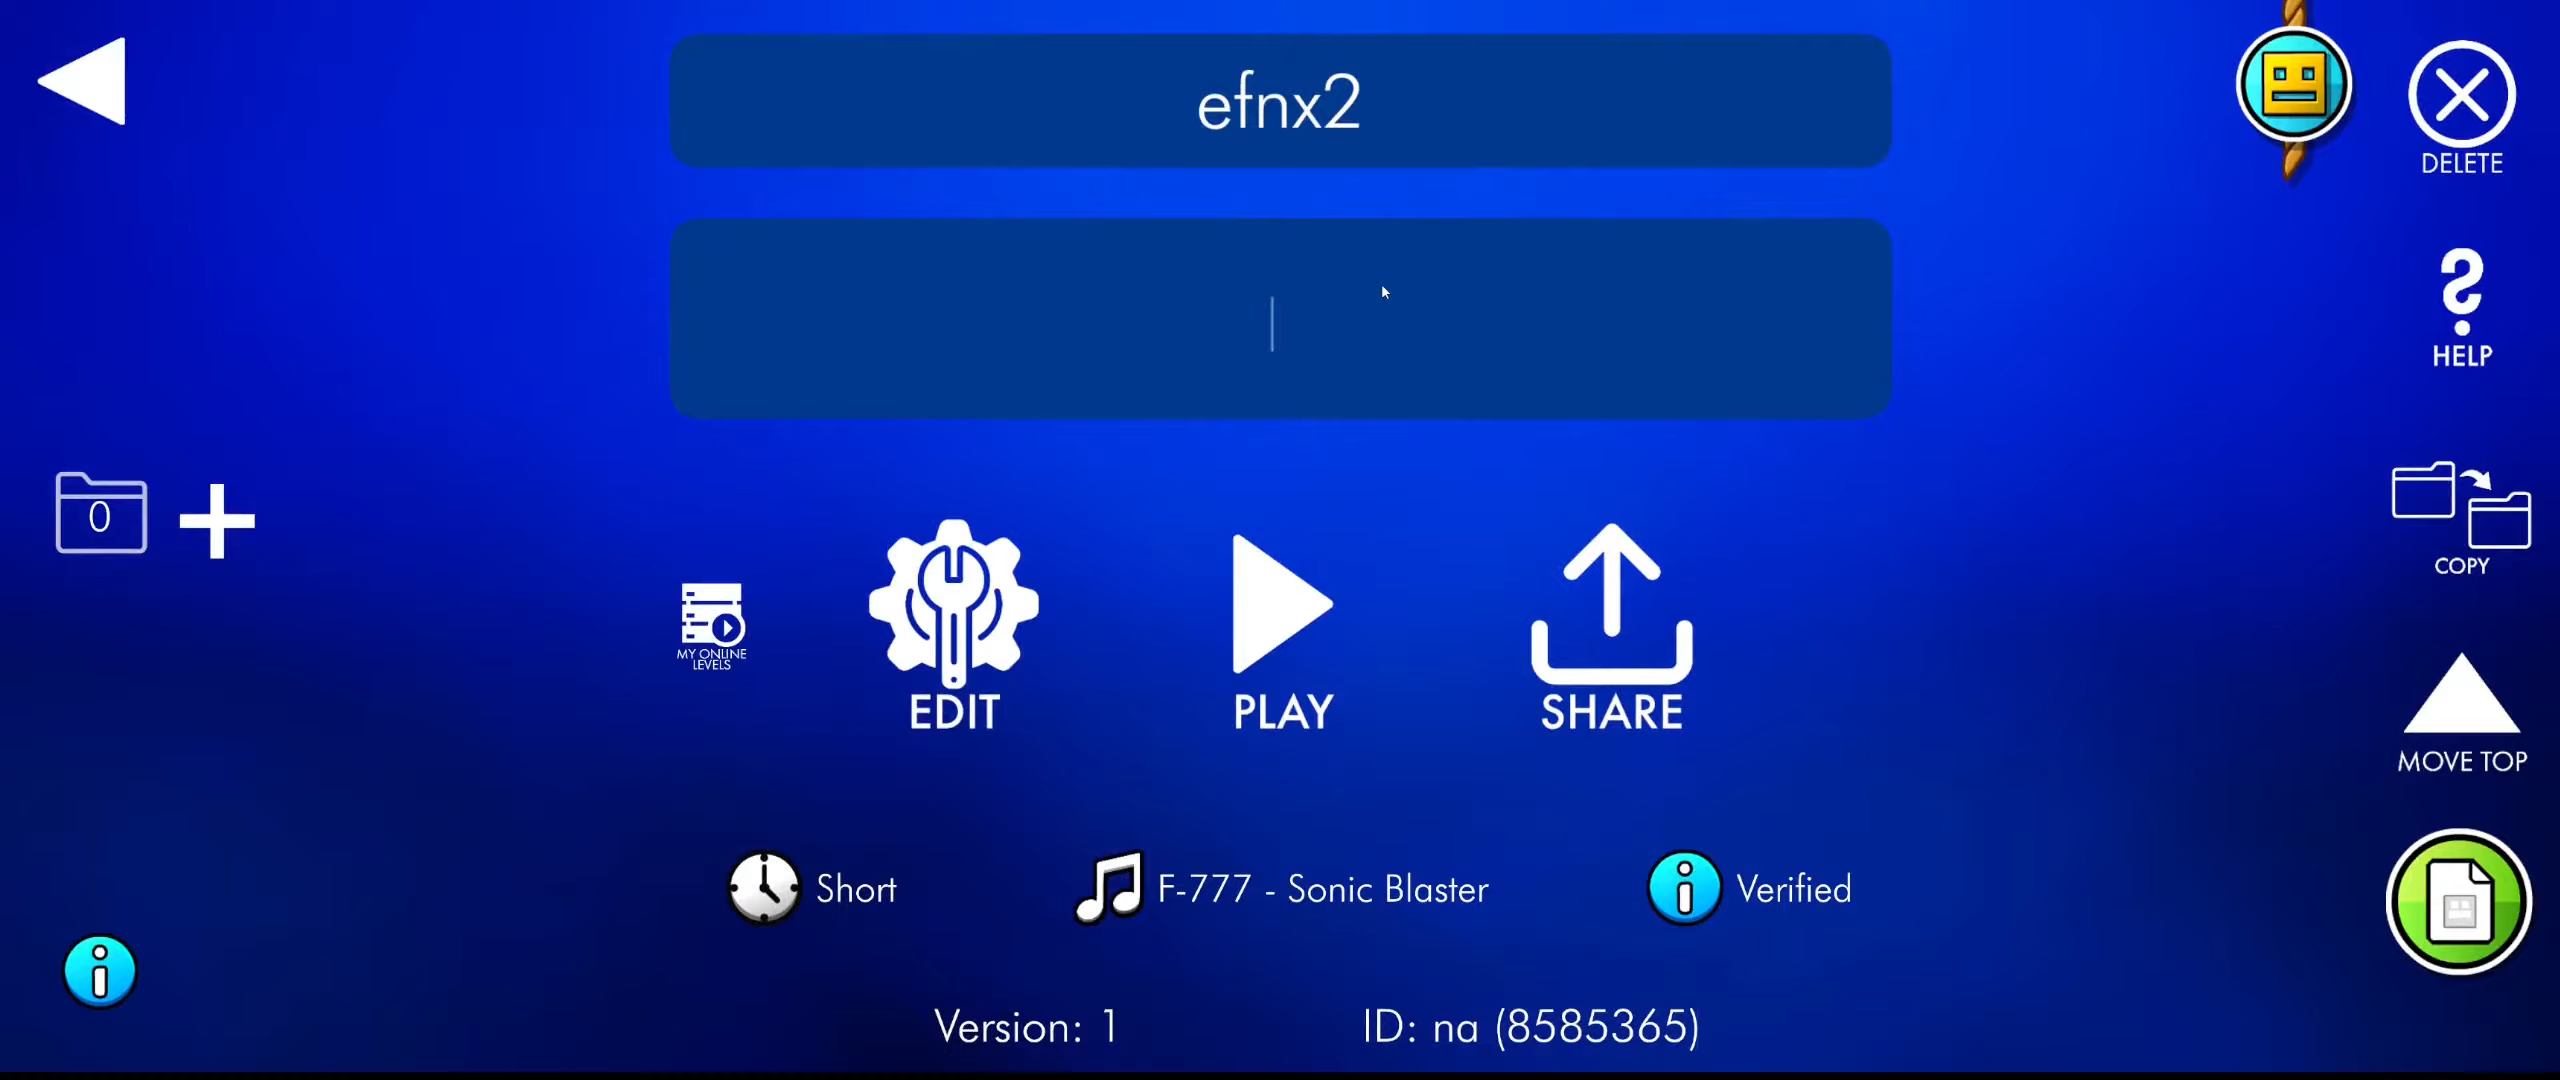 efnx2
DELETE
HELP
0
COPY
MY ONLINE
LEVELS
EDIT
PLAY
SHARE
MOVE TOP
Short
F-777 - Sonic Blaster
Verified
Version: 1
ID: na (8585365)